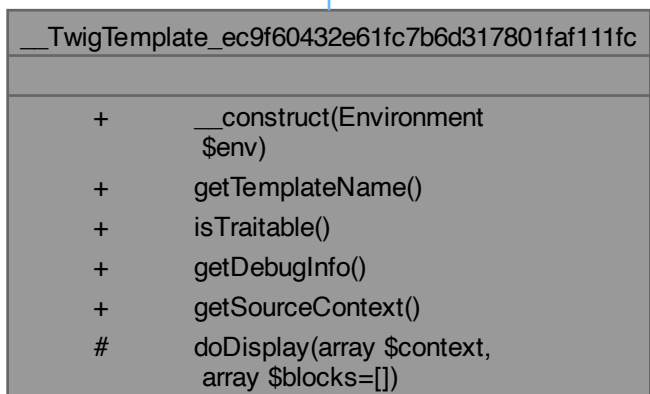 __TwigTemplate_ec9f60432e61fc7b6d317801faf111fc
+ __construct(Environment
$env)
+ getTemplateName()
+ isTraitable()
+ getDebugInfo()
+ getSourceContext()
# doDisplay(array $context,
array $blocks=[])